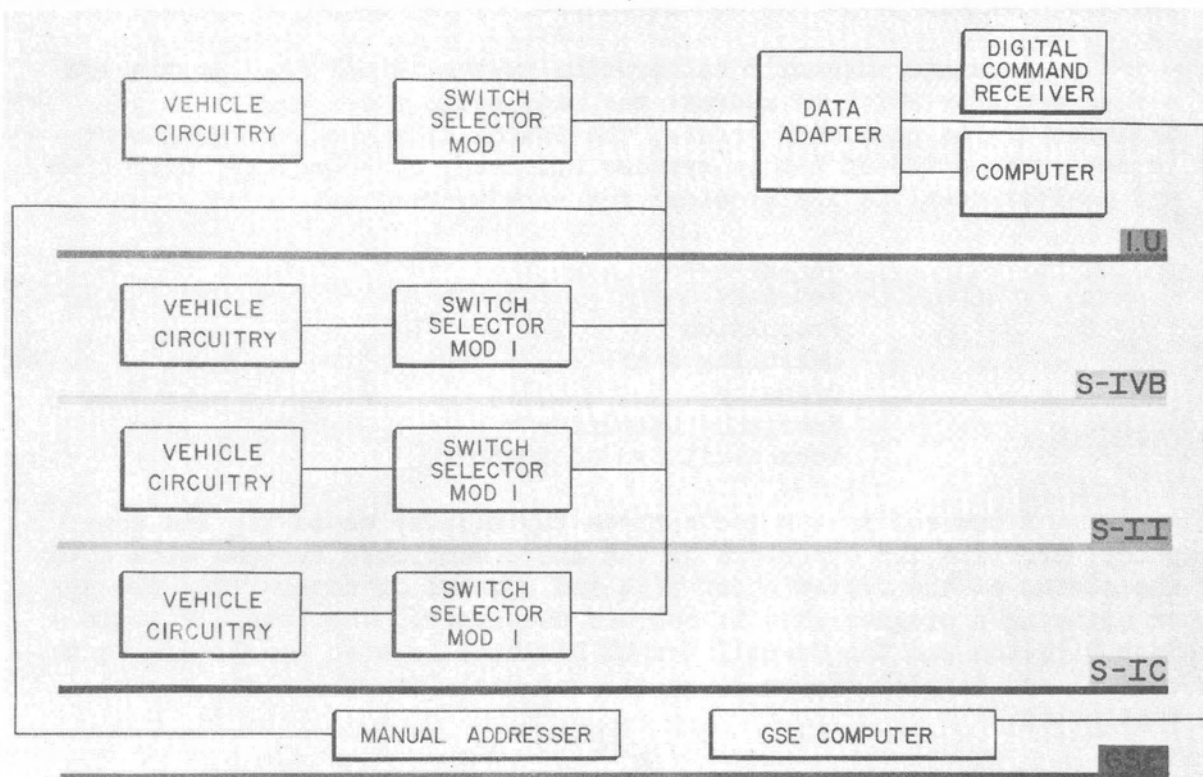 VEHICLE
CIRCUITRY
SWITCH
SELECTOR
MOD I
DATA
ADAPTER
DIGITAL
COMMAND
RECEIVER
COMPUTER
I.U.
VEHICLE
CIRCUITRY
SWITCH
SELECTOR
MOD I
S-IVB
VEHICLE
CIRCUITRY
SWITCH
SELECTOR
MOD I
S-II
VEHICLE
CIRCUITRY
SWITCH
SELECTOR
MOD I
S-IC
MANUAL ADDRESSER
GSE COMPUTER
GSE